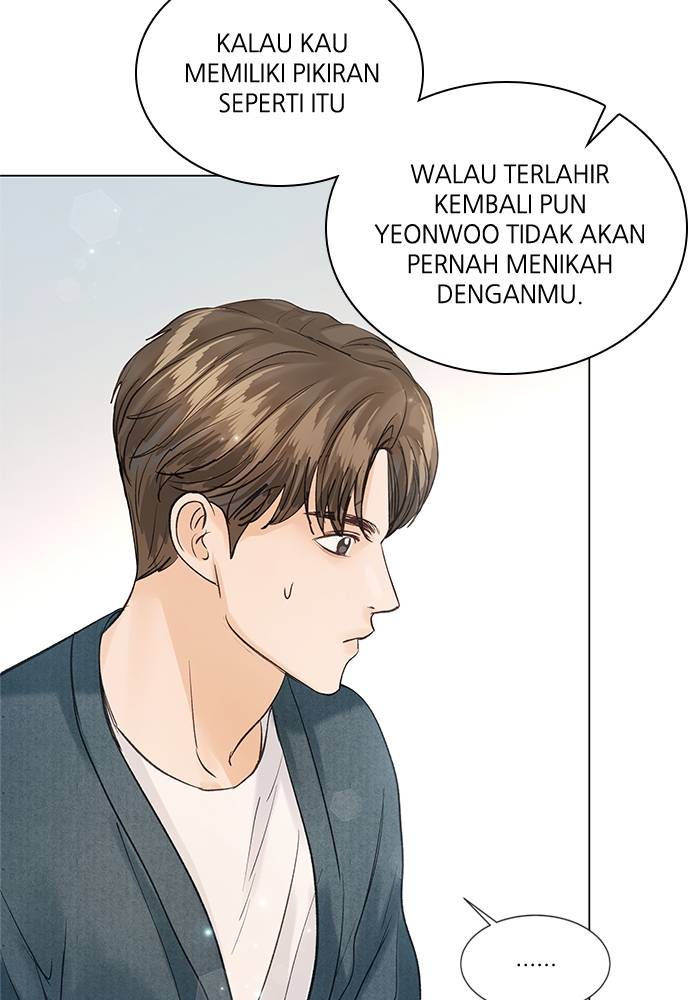 KALAU KAU
MEMILIKI PIKIRAN
SEPERTI ITU
WALAU TERLAHIR
KEMBALI PUN
YEONWOO TIDAK AKAN
PERNAH MENIKAH
DENGANMU.
......